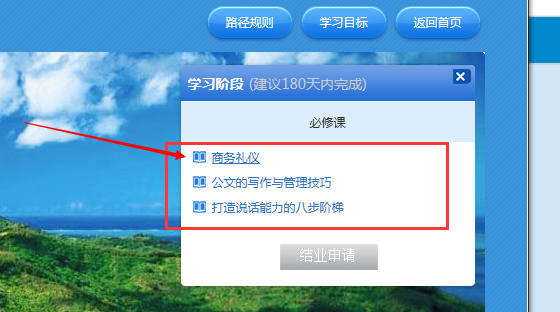 路径规则 学习目标 返回首页
学习阶段 (建议180天内完成)
必修课
商务礼仪
公文的写作与管理技巧
打造说话能力的八步阶梯
结业申请